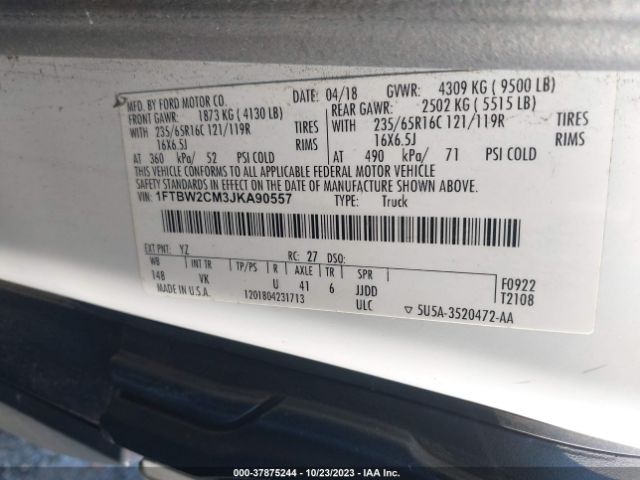 MFD. BY FORD MOTOR CO. DATE: 04/18 GVWR: 4309 KG ( 9500 LB)
FRONT GAWR: 1873 KG ( 4130 LB) REAR GAWR: 2502 KG ( 5515 LB)
WITH 235/65R16C 121/119R TIRES WITH 235/65R16C 121/119R TIRES
16X6.5J RIMS 16X6.5J RIMS
AT 360 kPa/ 52 PSI COLD AT 490 kPa/ 71 PSI COLD
THIS VEHICLE CONFORMS TO ALL APPLICABLE FEDERAL MOTOR VEHICLE
SAFETY STANDARDS IN EFFECT ON THE DATE OF MANUFACTURE SHOWN ABOVE.
VIN: 1FTBW2CM3JKA90557 TYPE: Truck
EXT PNT: YZ RC: 27 DSO:
WB INT TR TP/PS R AXLE TR SPR
148 VK U 41 6 JJDD
MADE IN U.S.A. 1201804231713 ULC
F0922
T2108
▽ 5U5A-3520472-AA
000-37875244 | 10/23/2023 | IAA Inc.